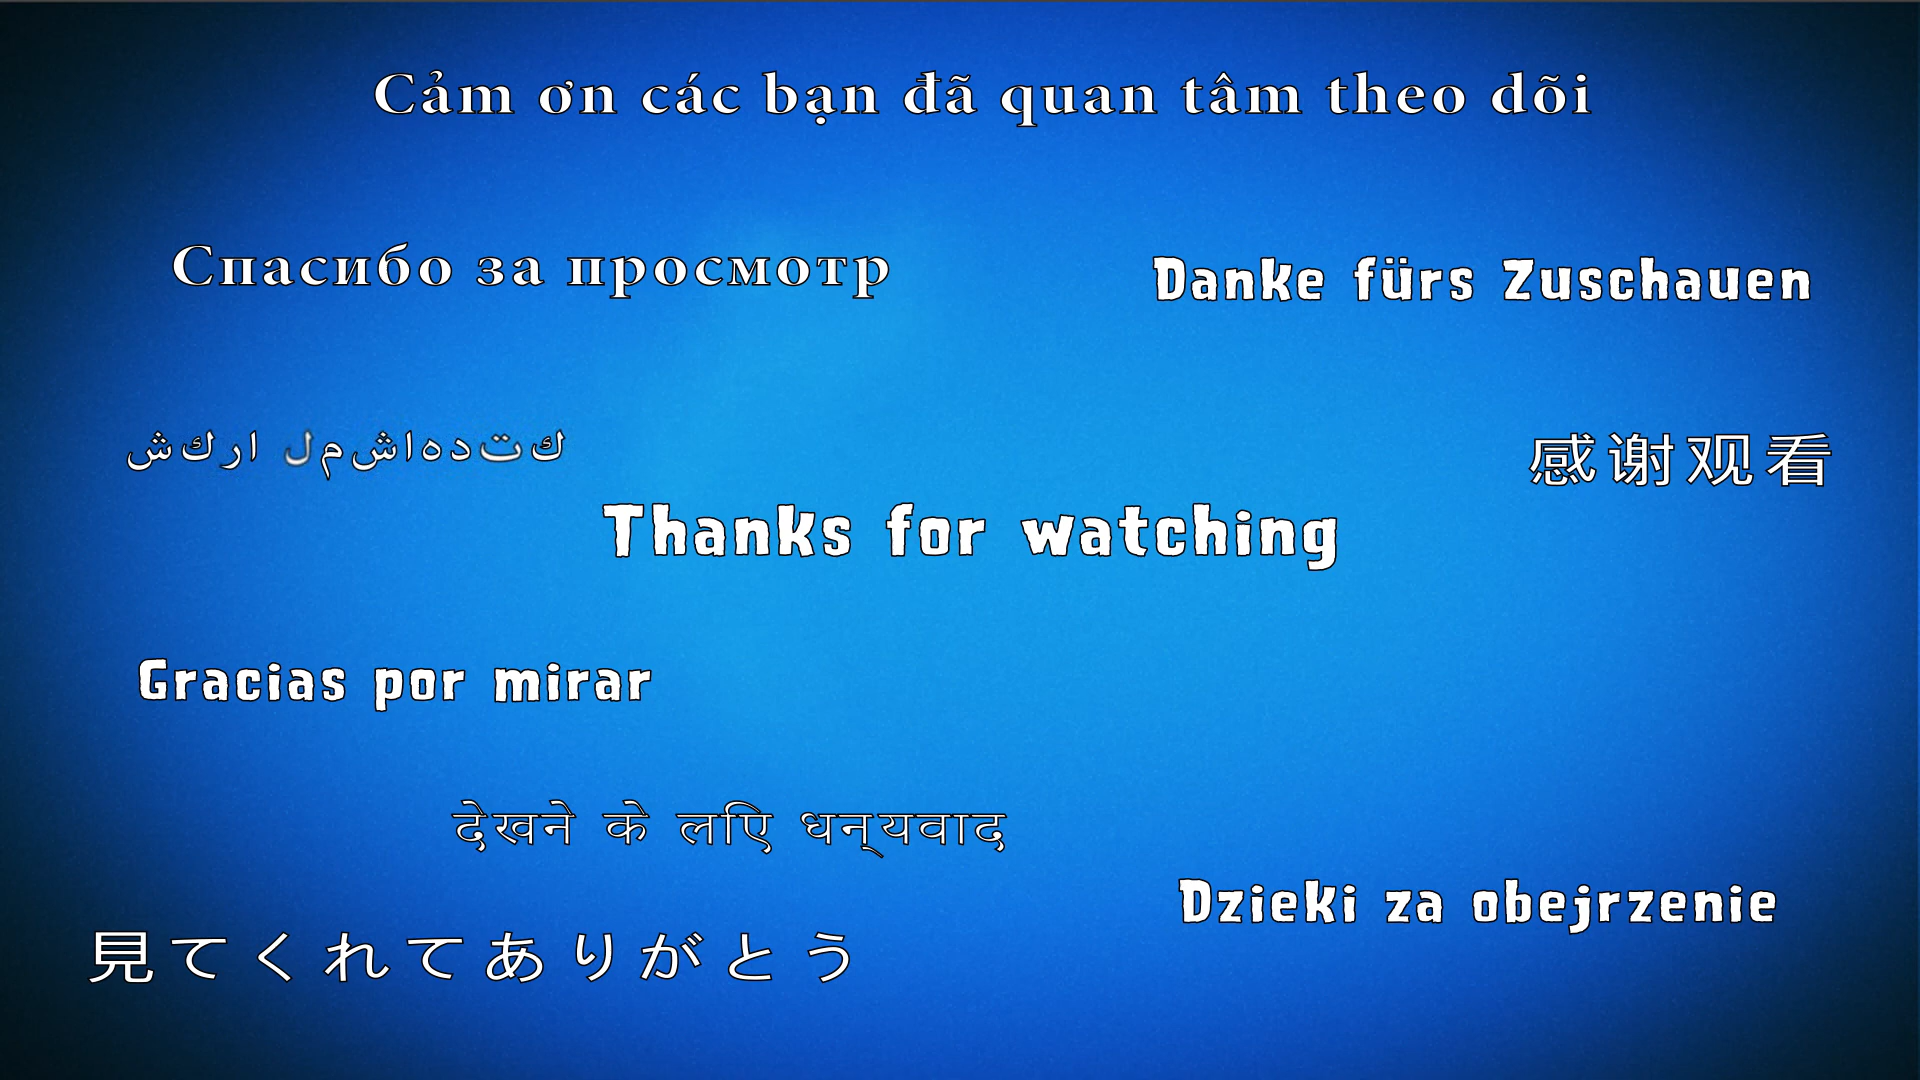 Cảm ơn các bạn đã quan tâm theo dõi
Спасибо за просмотр
Danke fürs Zuschauen
شكرا لمشاهدتك
感谢观看
Thanks for watching
Gracias por mirar
देखने के लिए धन्यवाद
Dzieki za obejrzenie
見てくれてありがとう